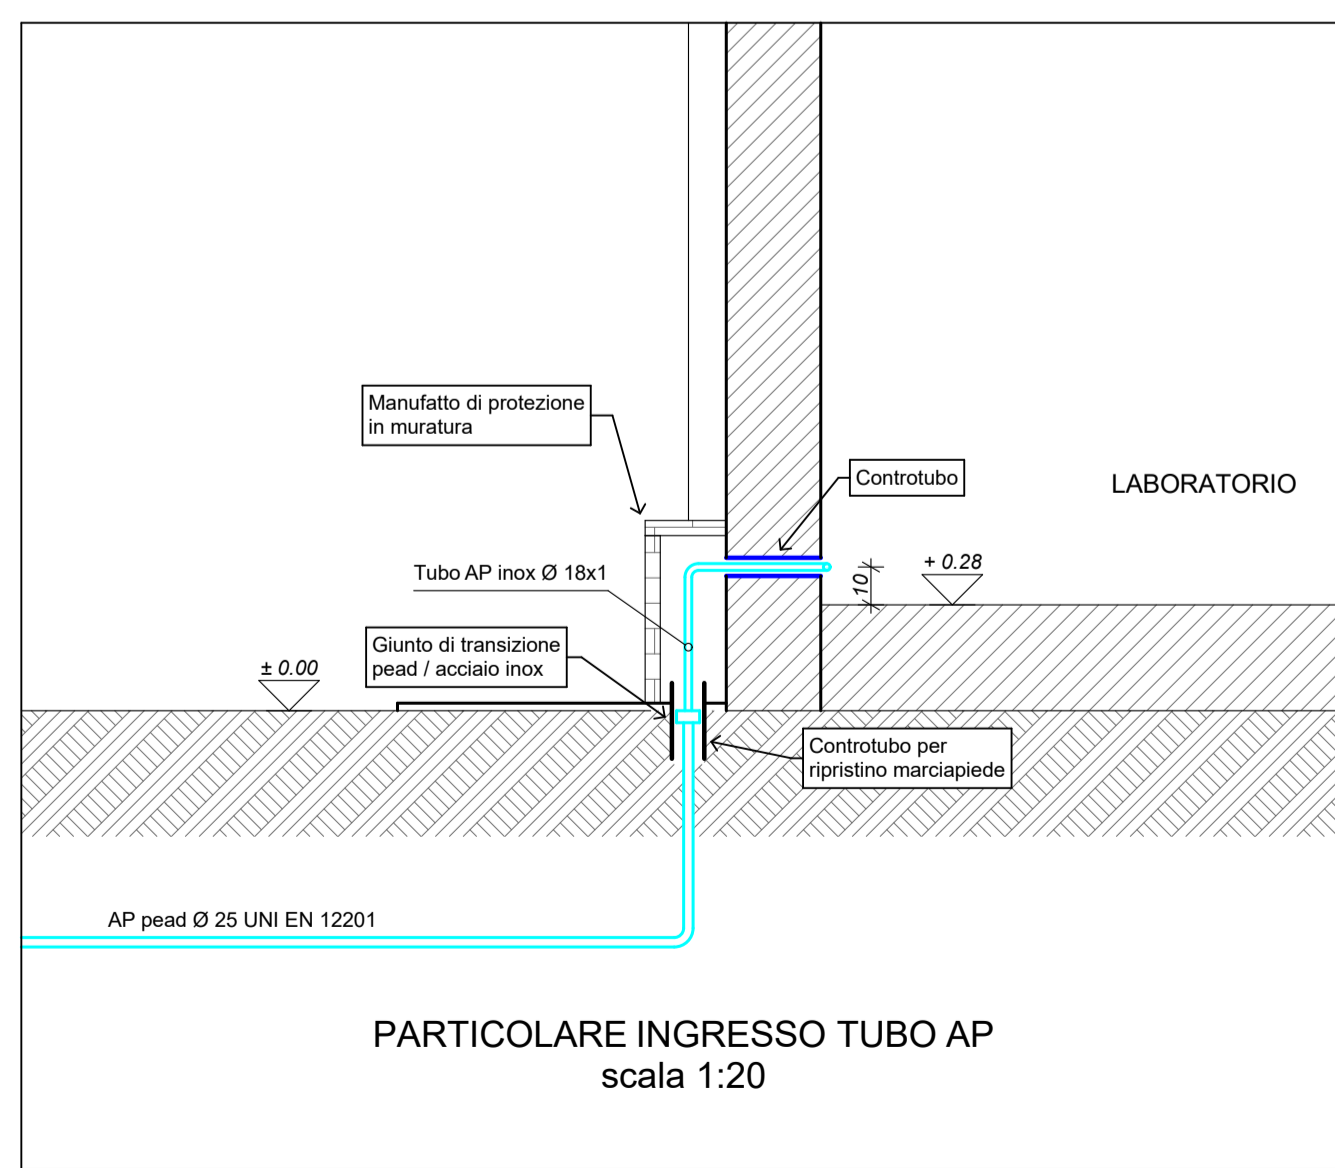 Manufatto di protezione
in muratura
Controtubo
LABORATORIO
+ 0.28
10
Tubo AP inox Ø 18x1
Giunto di transizione
pead / acciaio inox
± 0.00
Controtubo per
ripristino marciapiede
AP pead Ø 25 UNI EN 12201
PARTICOLARE INGRESSO TUBO AP
scala 1:20